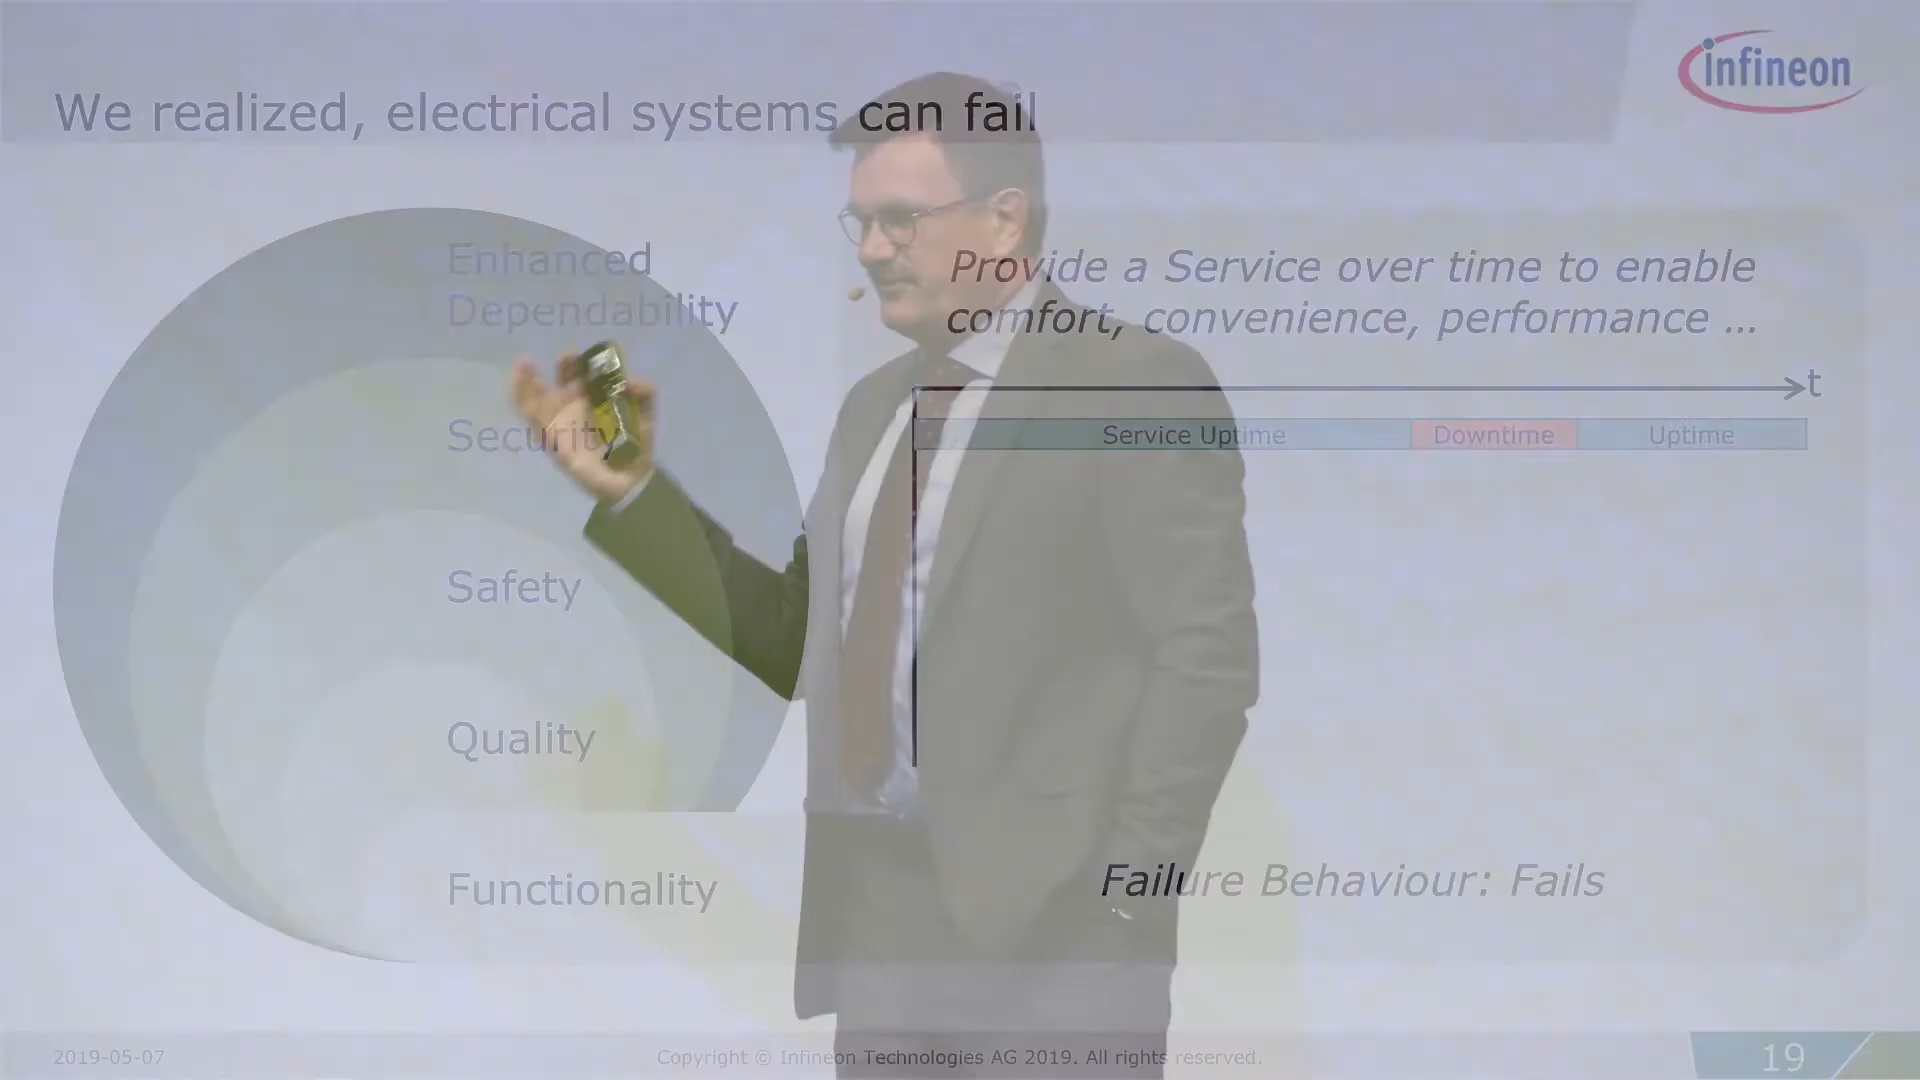 infineon
We realized, electrical systems can fail
Enhanced
Dependability
Security
Safety
Quality
Functionality
Provide a Service over time to enable
comfort, convenience, performance ...
t
Service Uptime
Downtime
Uptime
Failure Behaviour: Fails
2019-05-07
Copyright © Infineon Technologies AG 2019. All rights reserved.
19